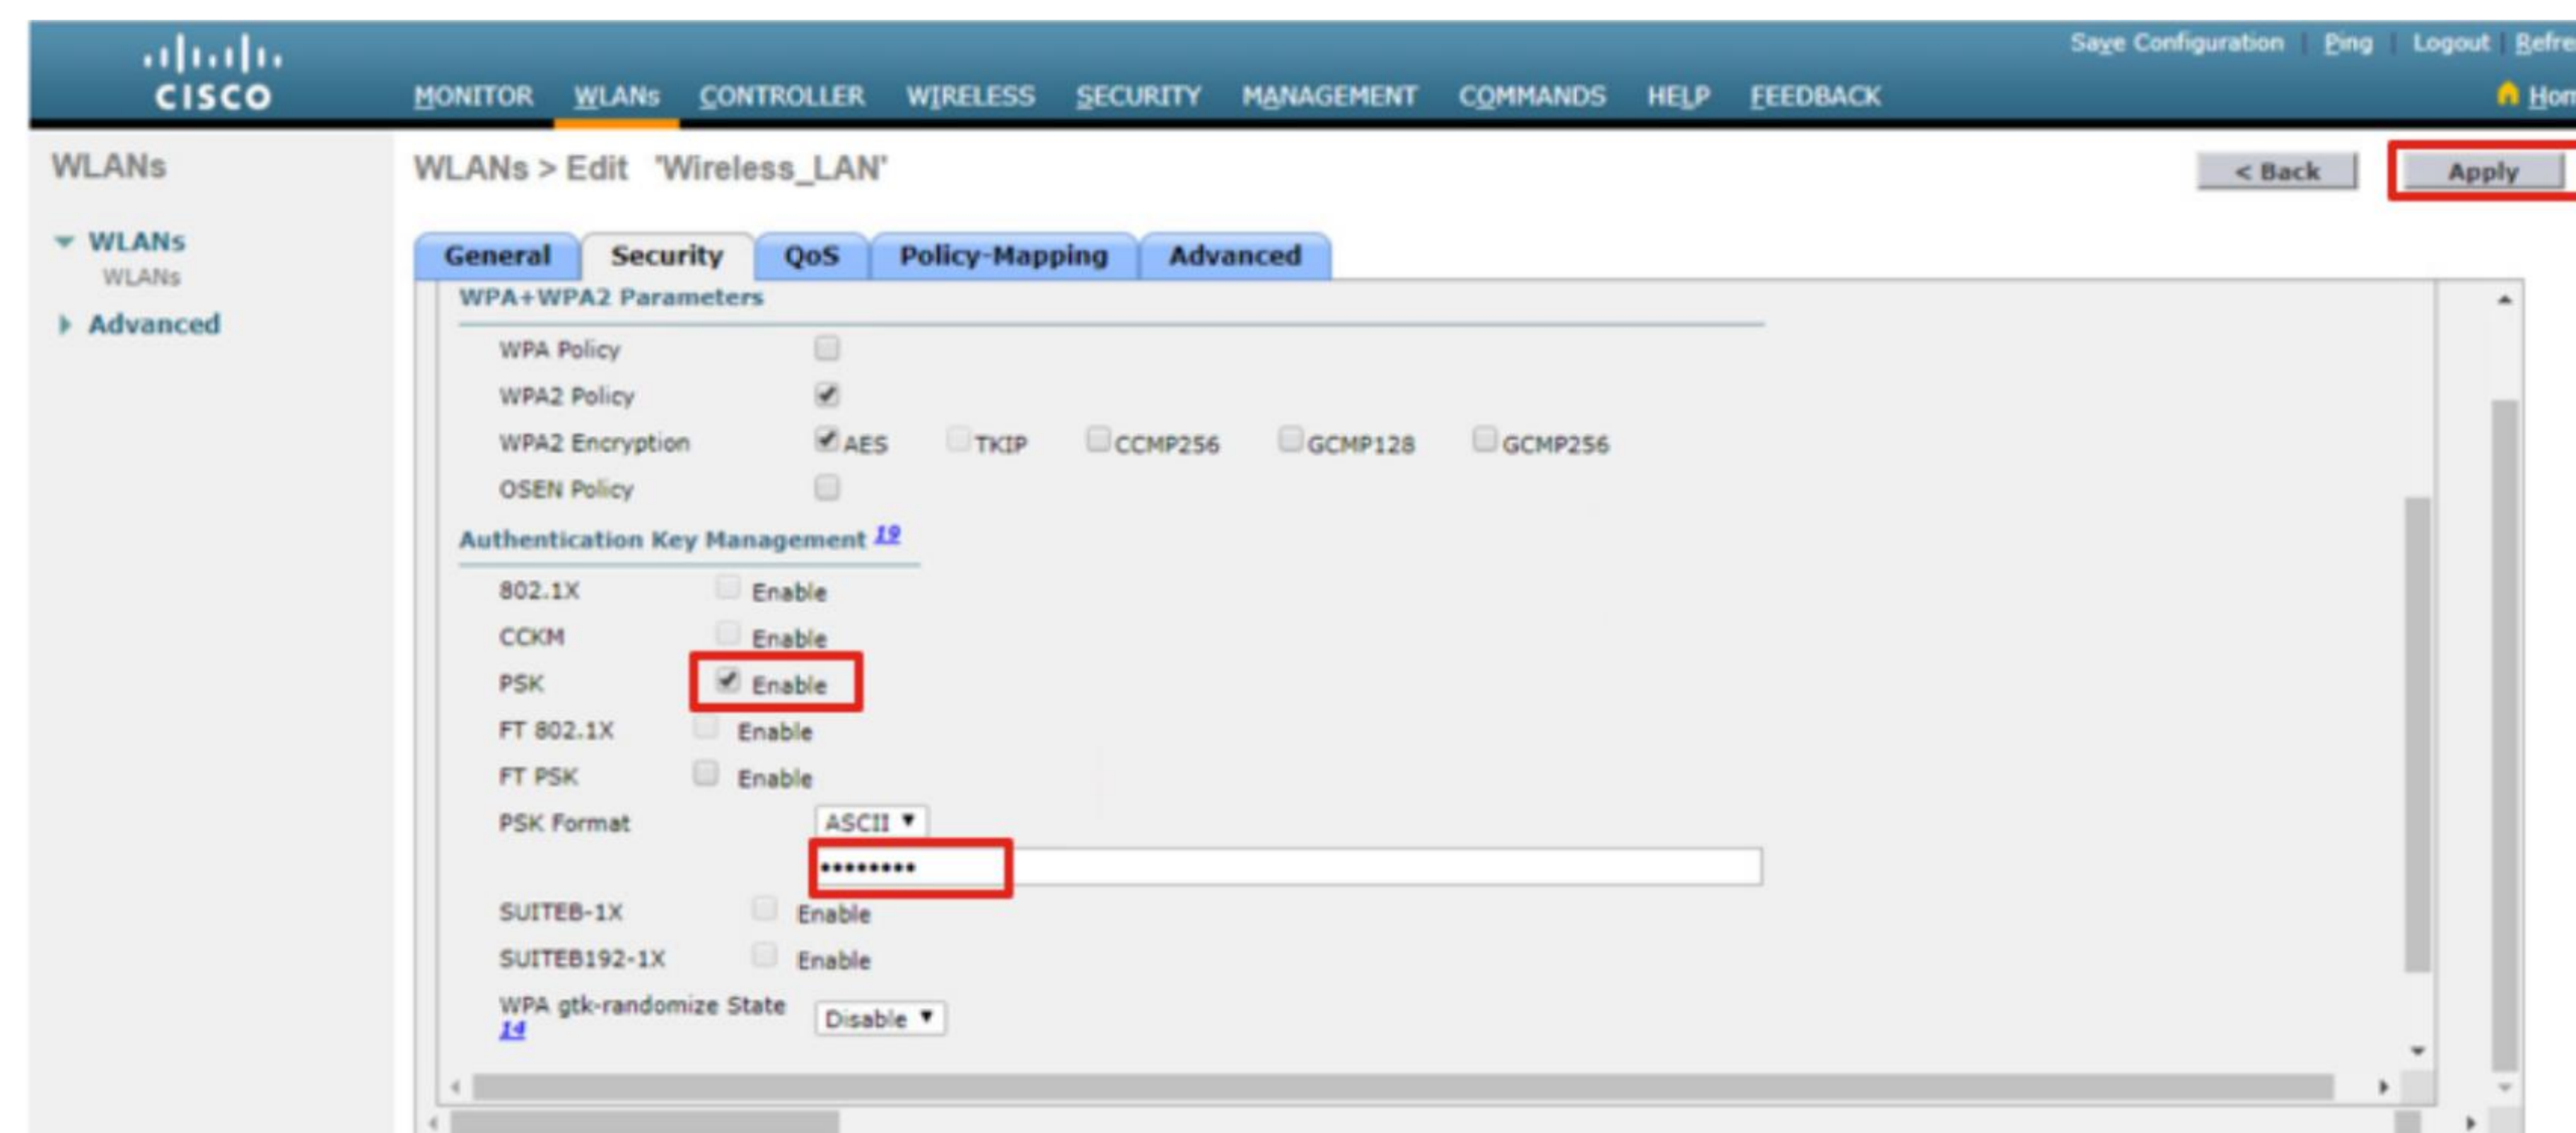 Save Configuration | Ping | Logout | Refre
CISCO
MONITOR WLANs CONTROLLER WIRELESS SECURITY MANAGEMENT COMMANDS HELP FEEDBACK
Hom
WLANs
WLANs > Edit 'Wireless_LAN'
< Back
Apply
WLANs
WLANs
Advanced
General Security QoS Policy-Mapping Advanced
WPA+WPA2 Parameters
WPA Policy
WPA2 Policy
WPA2 Encryption AES TKIP CCMP256 GCMP128 GCMP256
OSEN Policy
Authentication Key Management 19
802.1X Enable
CCKM Enable
PSK Enable
FT 802.1X Enable
FT PSK Enable
PSK Format ASCII
••••••••
SUITEB-1X Enable
SUITEB192-1X Enable
WPA gtk-randomize State Disable
14